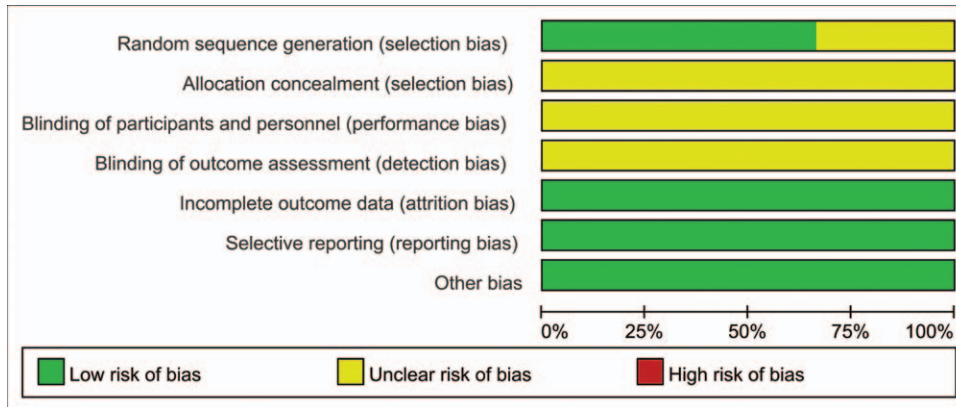 Random sequence generation (selection bias)
Allocation concealment (selection bias)
Blinding of participants and personnel (performance bias)
Blinding of outcome assessment (detection bias)
Incomplete outcome data (attrition bias)
Selective reporting (reporting bias)
Other bias
0% 25% 50% 75% 100%
Low risk of bias Unclear risk of bias High risk of bias